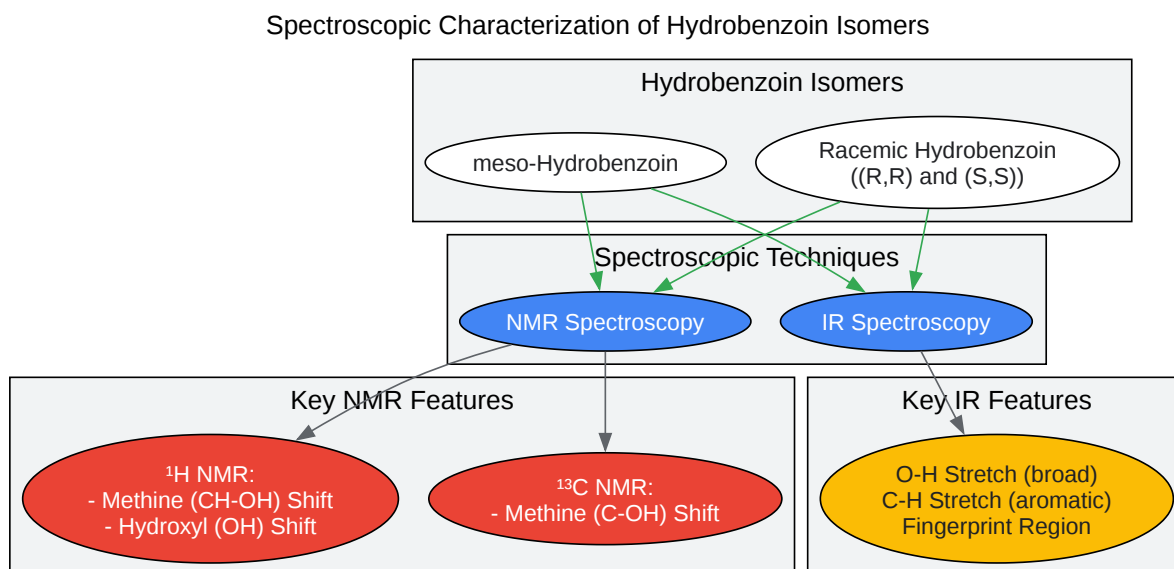 Spectroscopic Characterization of Hydrobenzoin Isomers
Hydrobenzoin Isomers
meso-Hydrobenzoin
Racemic Hydrobenzoin
((R,R) and (S,S))
Spectroscopic Techniques
NMR Spectroscopy
IR Spectroscopy
Key NMR Features
¹H NMR:
- Methine (CH-OH) Shift
- Hydroxyl (OH) Shift
¹³C NMR:
- Methine (C-OH) Shift
Key IR Features
O-H Stretch (broad)
C-H Stretch (aromatic)
Fingerprint Region